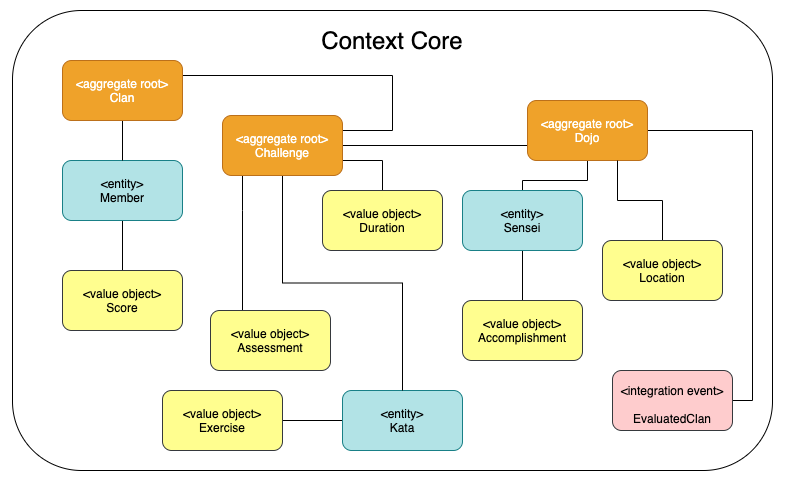 Context Core
<aggregate root>
Clan
<aggregate root>
Challenge
<aggregate root>
Dojo
<entity>
Member
<value object>
Duration
<entity>
Sensei
<value object>
Location
<value object>
Score
<value object>
Assessment
<value object>
Accomplishment
<integration event>
EvaluatedClan
<value object>
Exercise
<entity>
Kata